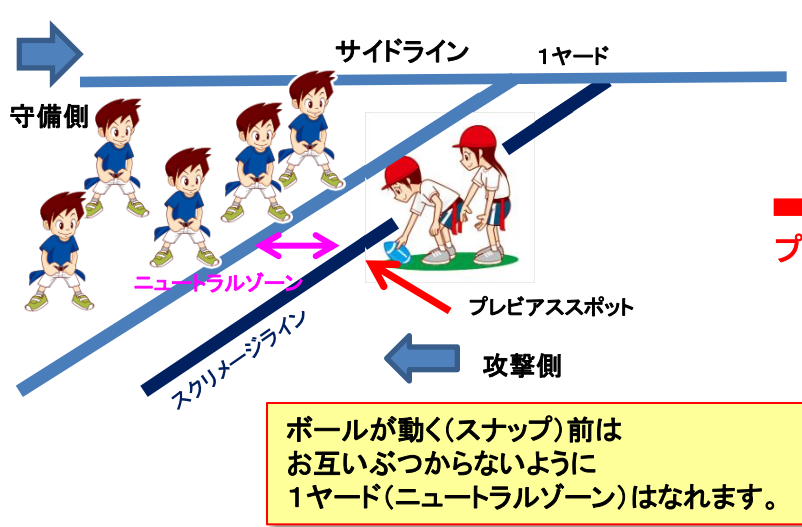 サイドライン
1ヤード
守備側
ニュートラルゾーン
スクリメージライン
プレビアススポット
攻撃側
プ
ボールが動く(スナップ)前は
お互いぶつからないように
1ヤード(ニュートラルゾーン)はなれます。